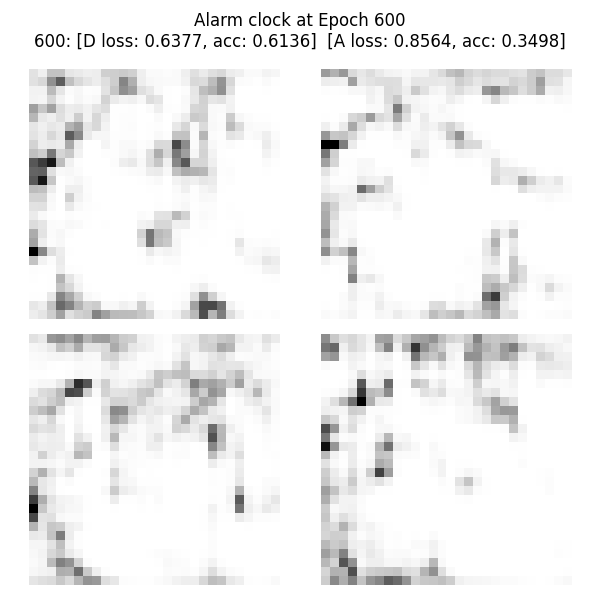 Alarm clock at Epoch 600
600: [D loss: 0.6377, acc: 0.6136]  [A loss: 0.8564, acc: 0.3498]